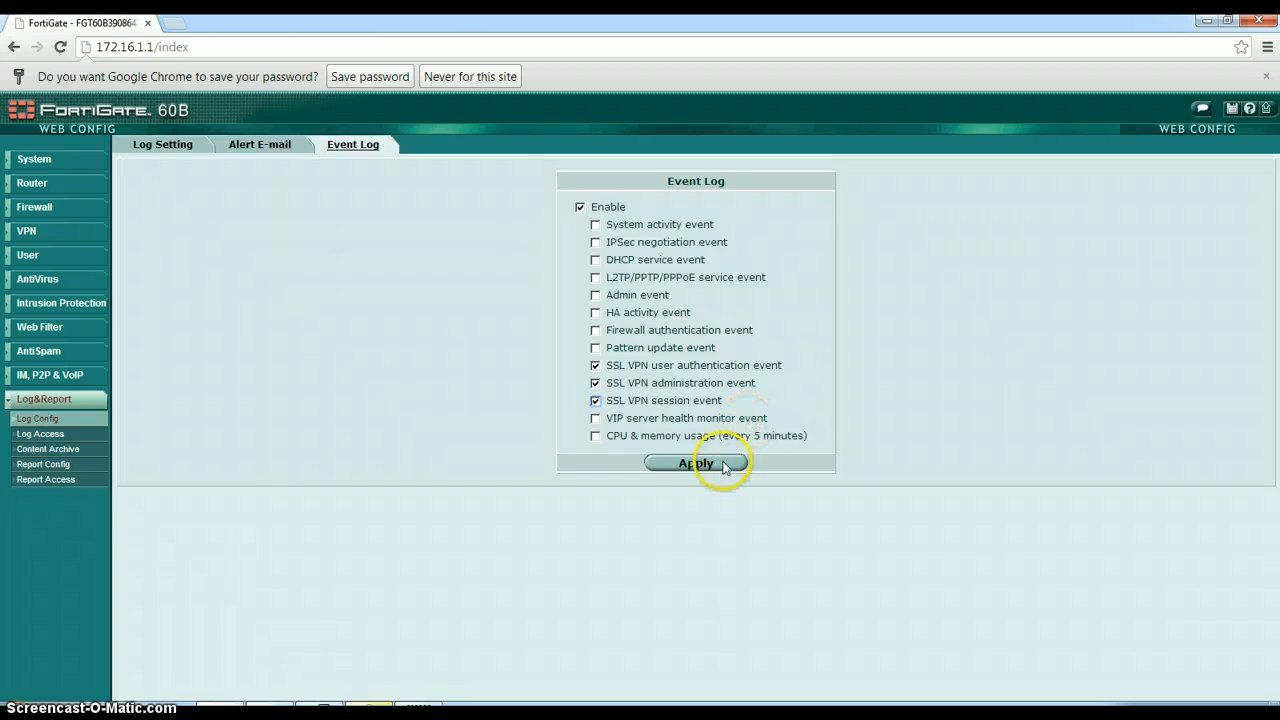 FortiGate - FGT60B390864
172.16.1.1/index
Do you want Google Chrome to save your password? Save password Never for this site
FORTIGATE 60B
WEB CONFIG WEB CONFIG
Log Setting Alert E-mail Event Log
System
Router
Firewall
VPN
User
AntiVirus
Intrusion Protection
Web Filter
AntiSpam
IM, P2P & VoIP
Log&Report
Log Config
Log Access
Content Archive
Report Config
Report Access
Event Log
Enable
System activity event
IPSec negotiation event
DHCP service event
L2TP/PPTP/PPPoE service event
Admin event
HA activity event
Firewall authentication event
Pattern update event
SSL VPN user authentication event
SSL VPN administration event
SSL VPN session event
VIP server health monitor event
CPU & memory usage (every 5 minutes)
Apply
Screencast-O-Matic.com